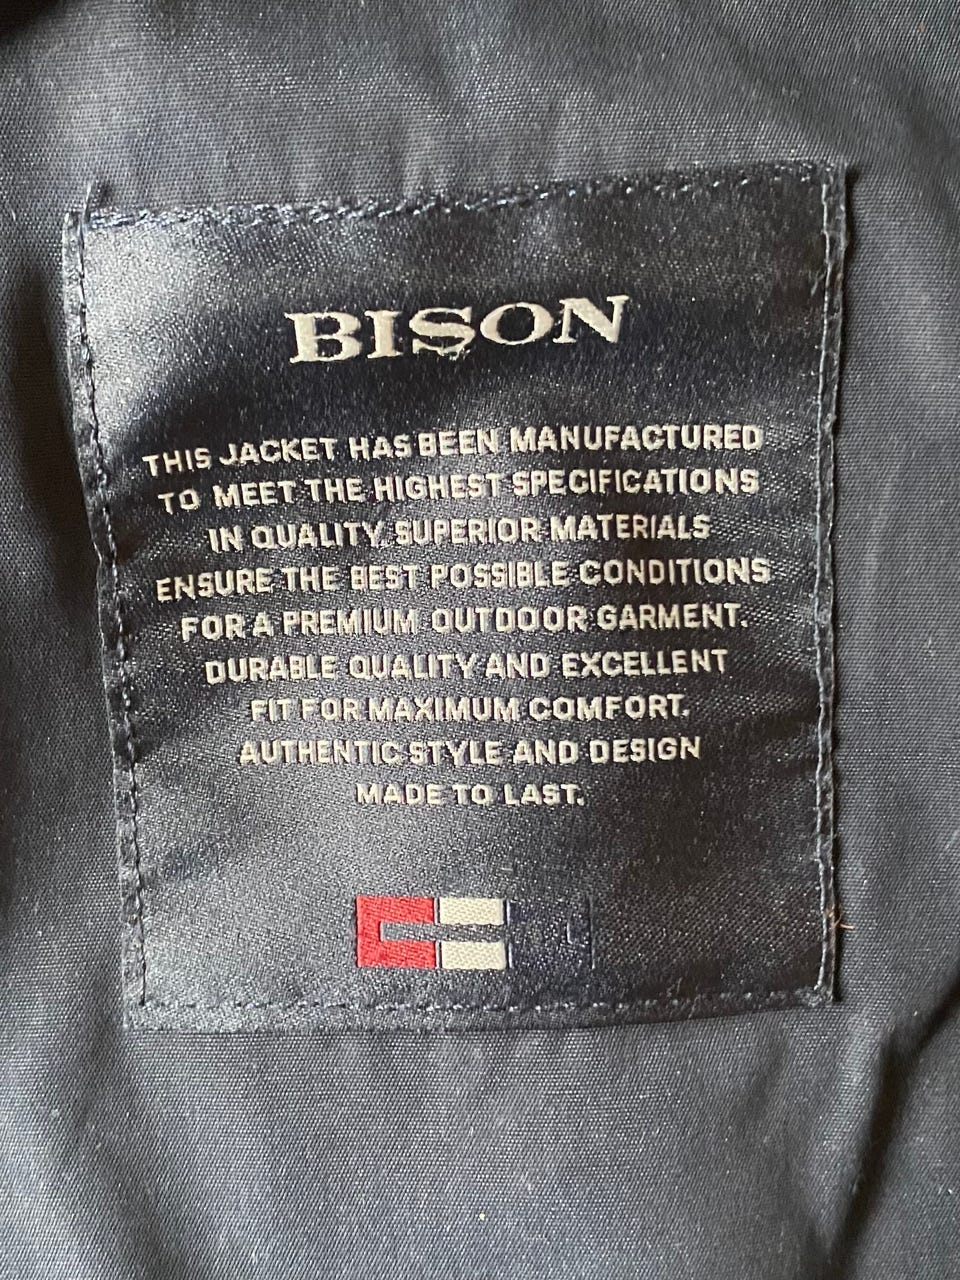 BISON
THIS JACKET HAS BEEN MANUFACTURED
TO MEET THE HIGHEST SPECIFICATIONS
IN QUALITY. SUPERIOR MATERIALS
ENSURE THE BEST POSSIBLE CONDITIONS
FOR A PREMIUM OUTDOOR GARMENT.
DURABLE QUALITY AND EXCELLENT
FIT FOR MAXIMUM COMFORT.
AUTHENTIC STYLE AND DESIGN
MADE TO LAST.